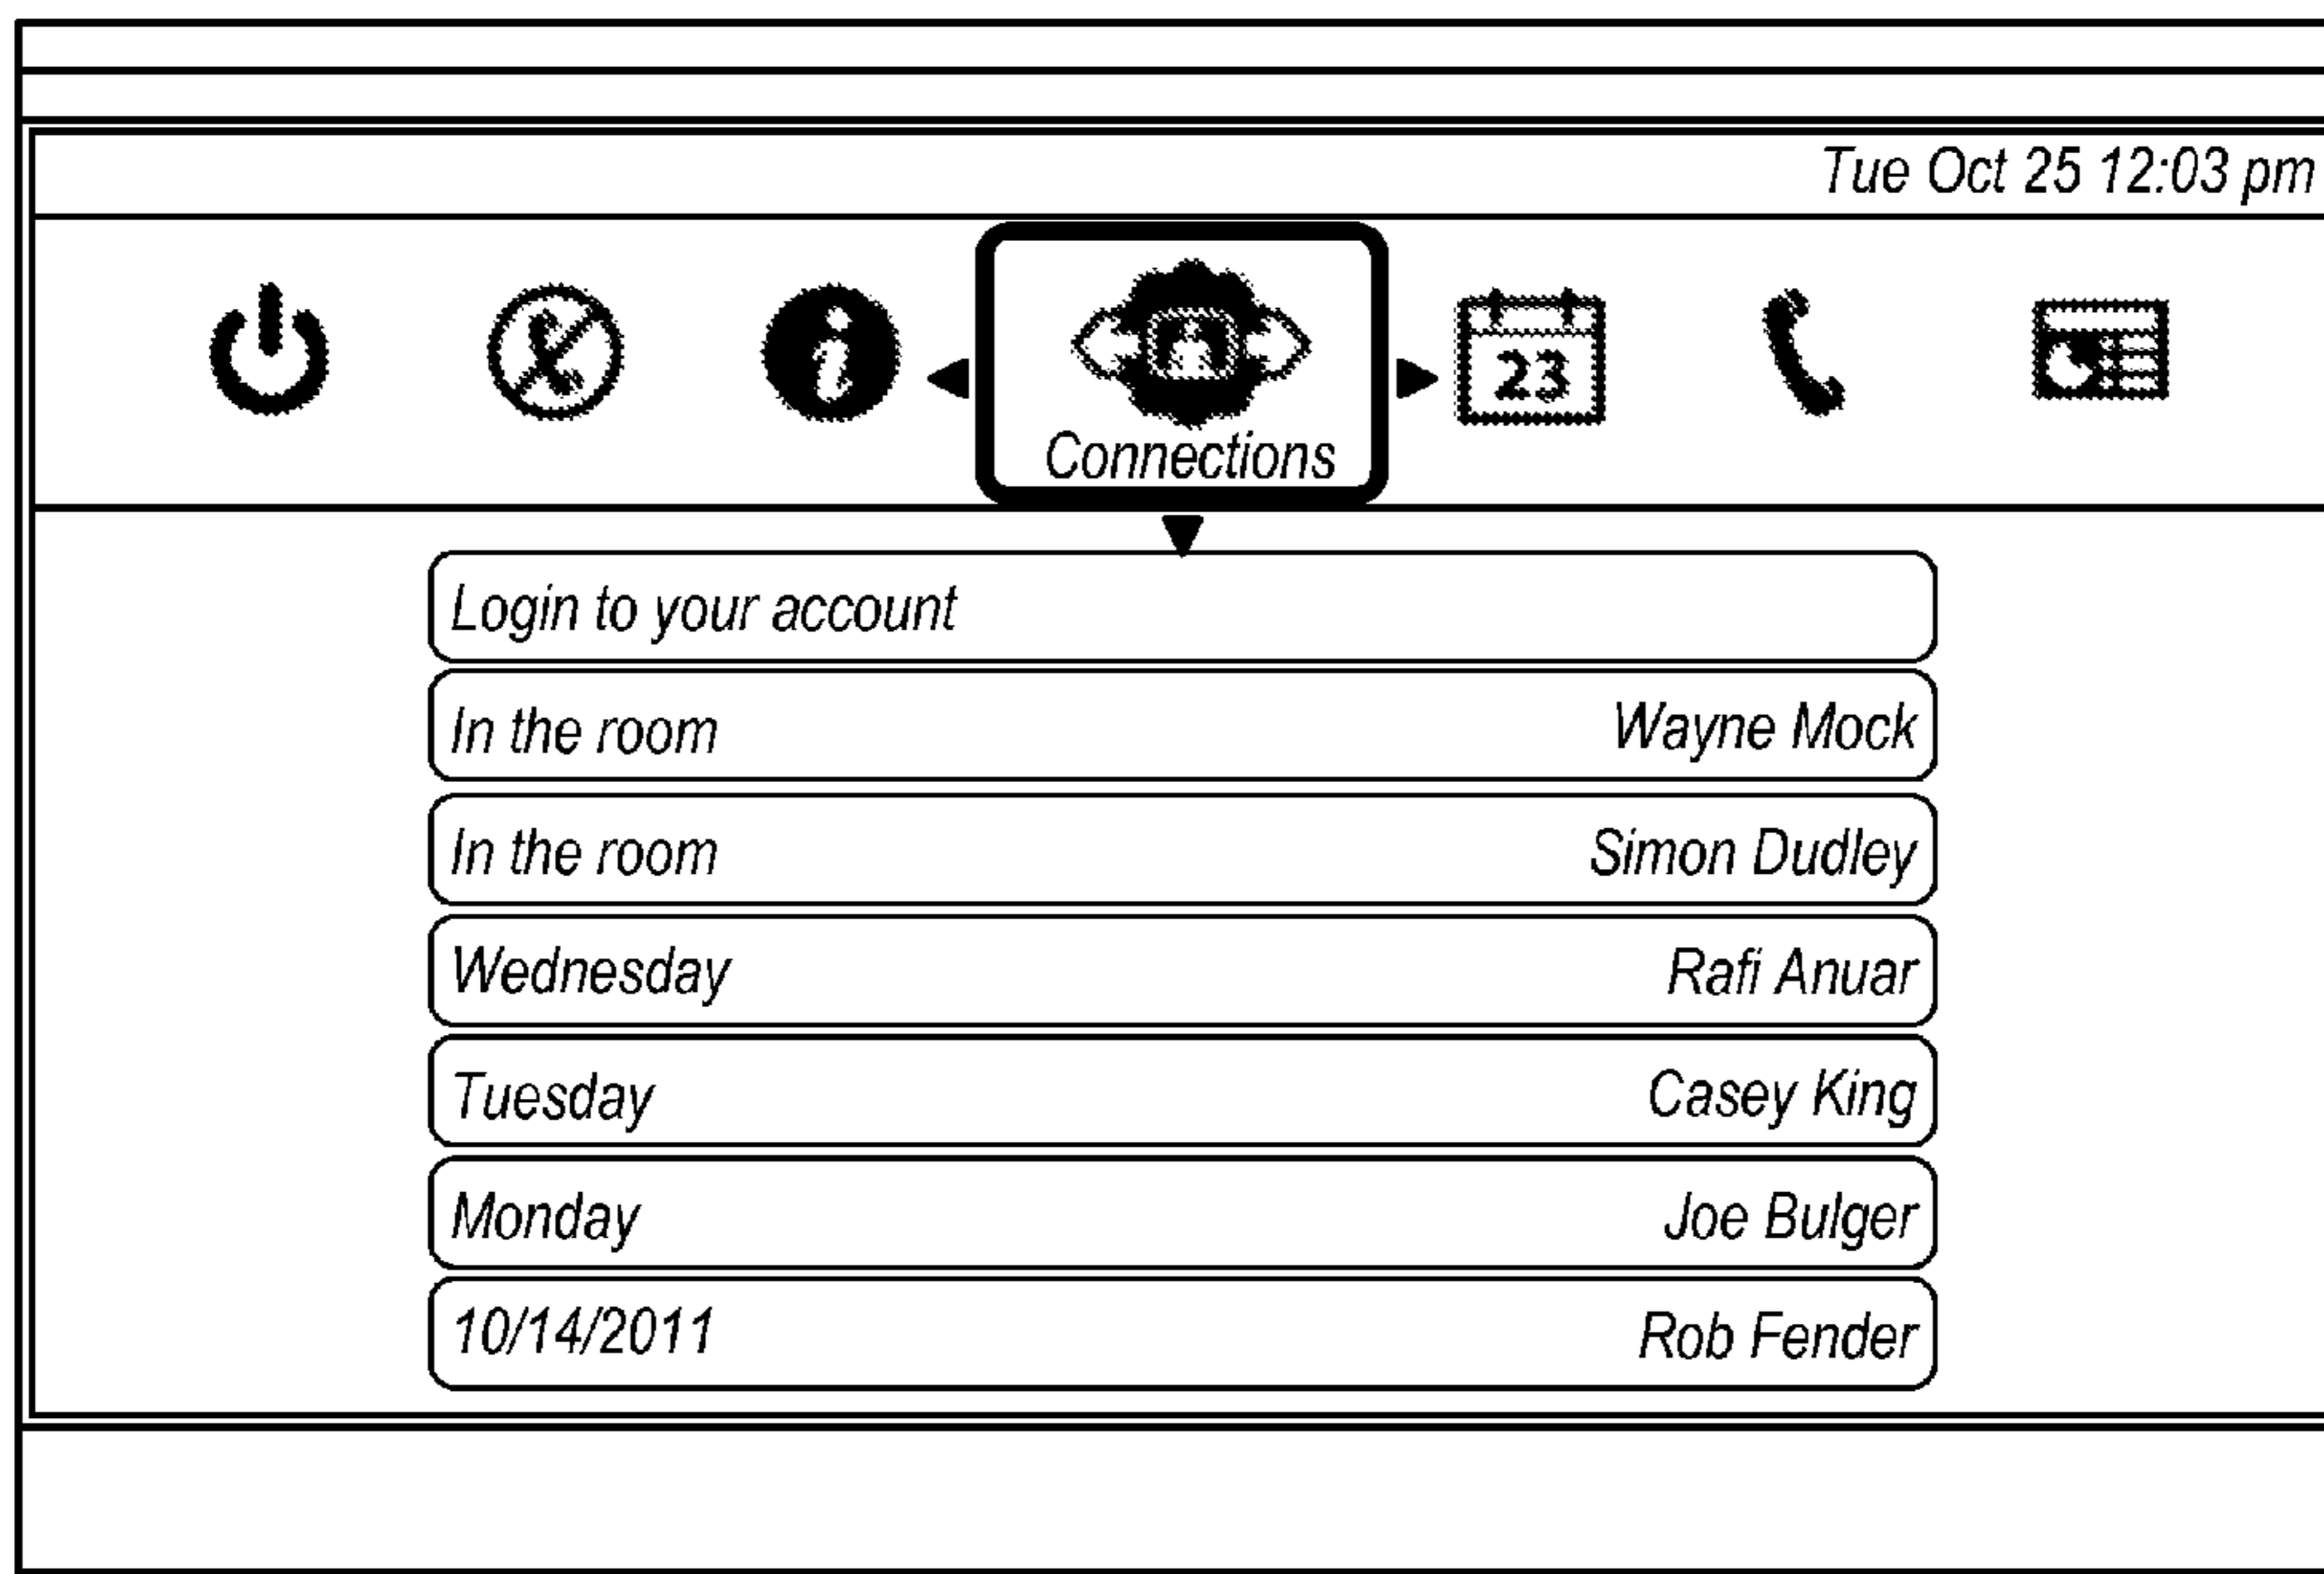 Tue Oct 25 12:03 pm
23
Connections
Login to your account
In the room Wayne Mock
In the room Simon Dudley
Wednesday Rafi Anuar
Tuesday Casey King
Monday Joe Bulger
10/14/2011 Rob Fender